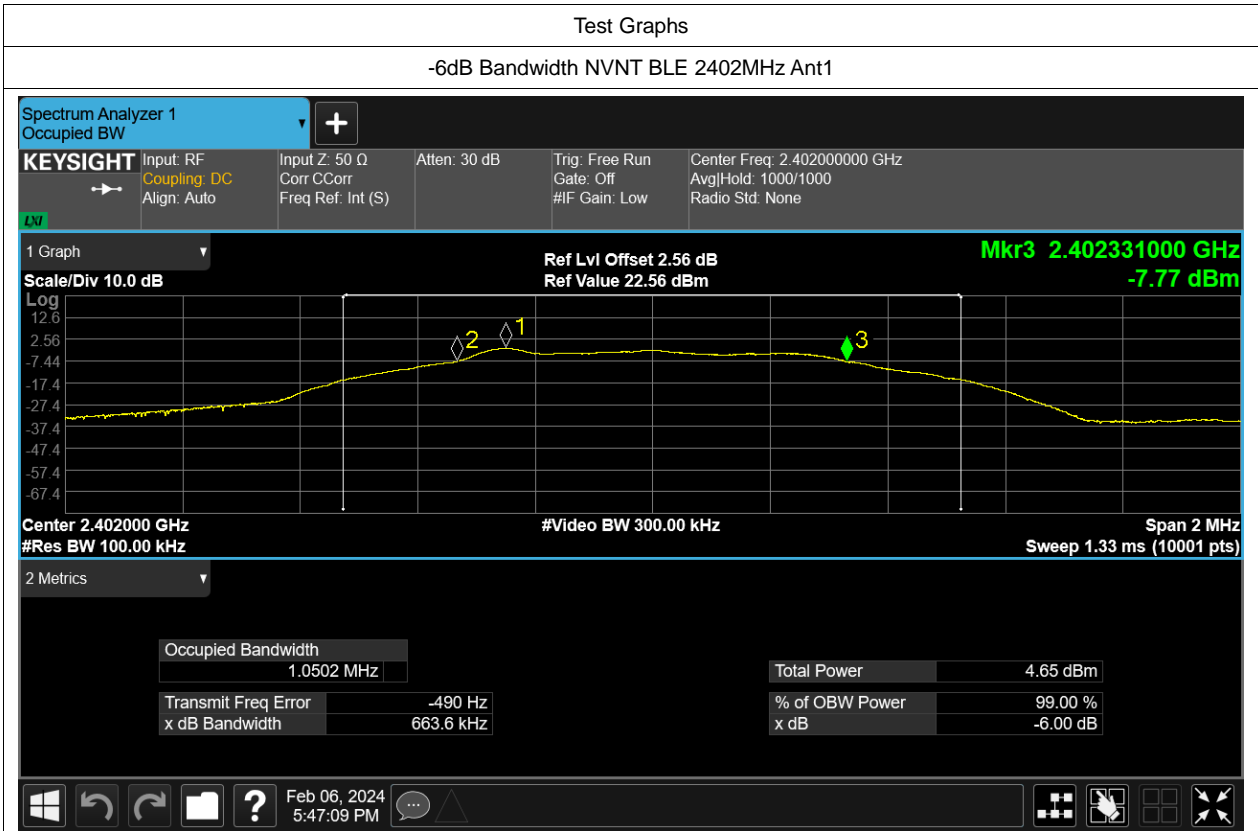 Test Graphs
-6dB Bandwidth NVNT BLE 2402MHz Ant1
Spectrum Analyzer 1
Occupied BW
+
KEYSIGHT
LXI
Input: RF
Coupling: DC
Align: Auto
Input Z: 50 Ω
Corr CCorr
Freq Ref: Int (S)
Atten: 30 dB
Trig: Free Run
Gate: Off
#IF Gain: Low
Center Freq: 2.402000000 GHz
Avg|Hold: 1000/1000
Radio Std: None
1 Graph
Scale/Div 10.0 dB
Ref Lvl Offset 2.56 dB
Ref Value 22.56 dBm
Mkr3 2.402331000 GHz
-7.77 dBm
Log
12.6
2.56
-7.44
-17.4
-27.4
-37.4
-47.4
-57.4
-67.4
2
1
3
Center 2.402000 GHz
#Res BW 100.00 kHz
#Video BW 300.00 kHz
Span 2 MHz
Sweep 1.33 ms (10001 pts)
2 Metrics
Occupied Bandwidth
1.0502 MHz
Transmit Freq Error -490 Hz
x dB Bandwidth 663.6 kHz
Total Power 4.65 dBm
% of OBW Power 99.00 %
x dB -6.00 dB
?
Feb 06, 2024
5:47:09 PM